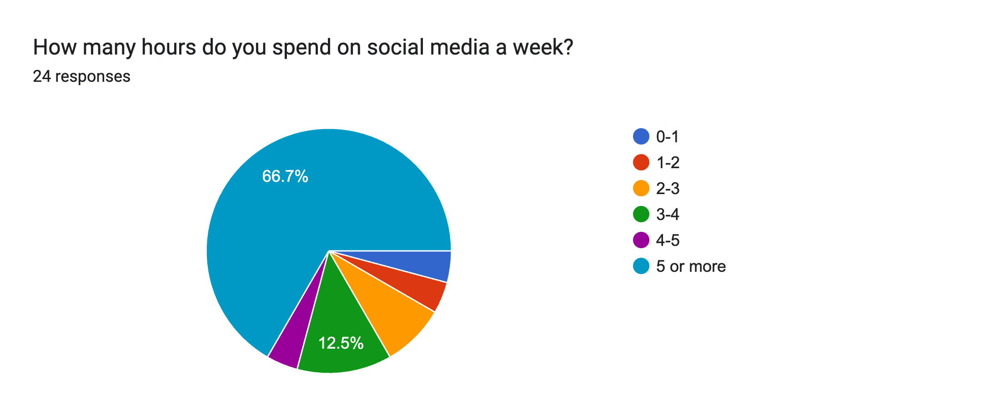 How many hours do you spend on social media a week?
24 responses
66.7%
12.5%
0-1
1-2
2-3
3-4
4-5
5 or more